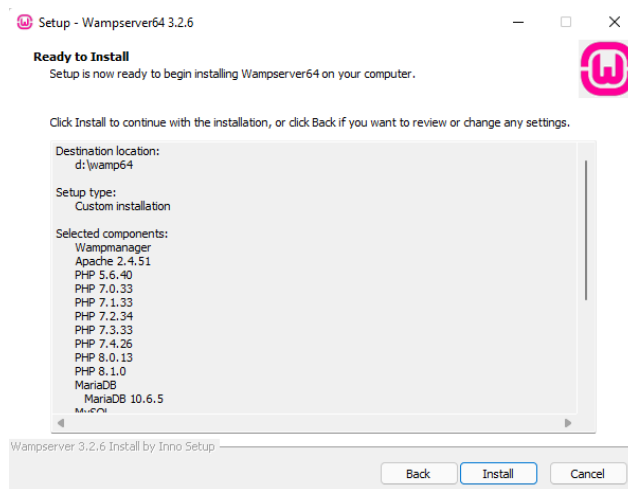 Setup - Wampserver64 3.2.6
Ready to Install
Setup is now ready to begin installing Wampserver64 on your computer.
Click Install to continue with the installation, or click Back if you want to review or change any settings.
Destination location:
d:\wamp64
Setup type:
Custom installation
Selected components:
Wampmanager
Apache 2.4.51
PHP 5.6.40
PHP 7.0.33
PHP 7.1.33
PHP 7.2.34
PHP 7.3.33
PHP 7.4.26
PHP 8.0.13
PHP 8.1.0
MariaDB
MariaDB 10.6.5
MySQL
Wampserver 3.2.6 Install by Inno Setup
Back Install Cancel